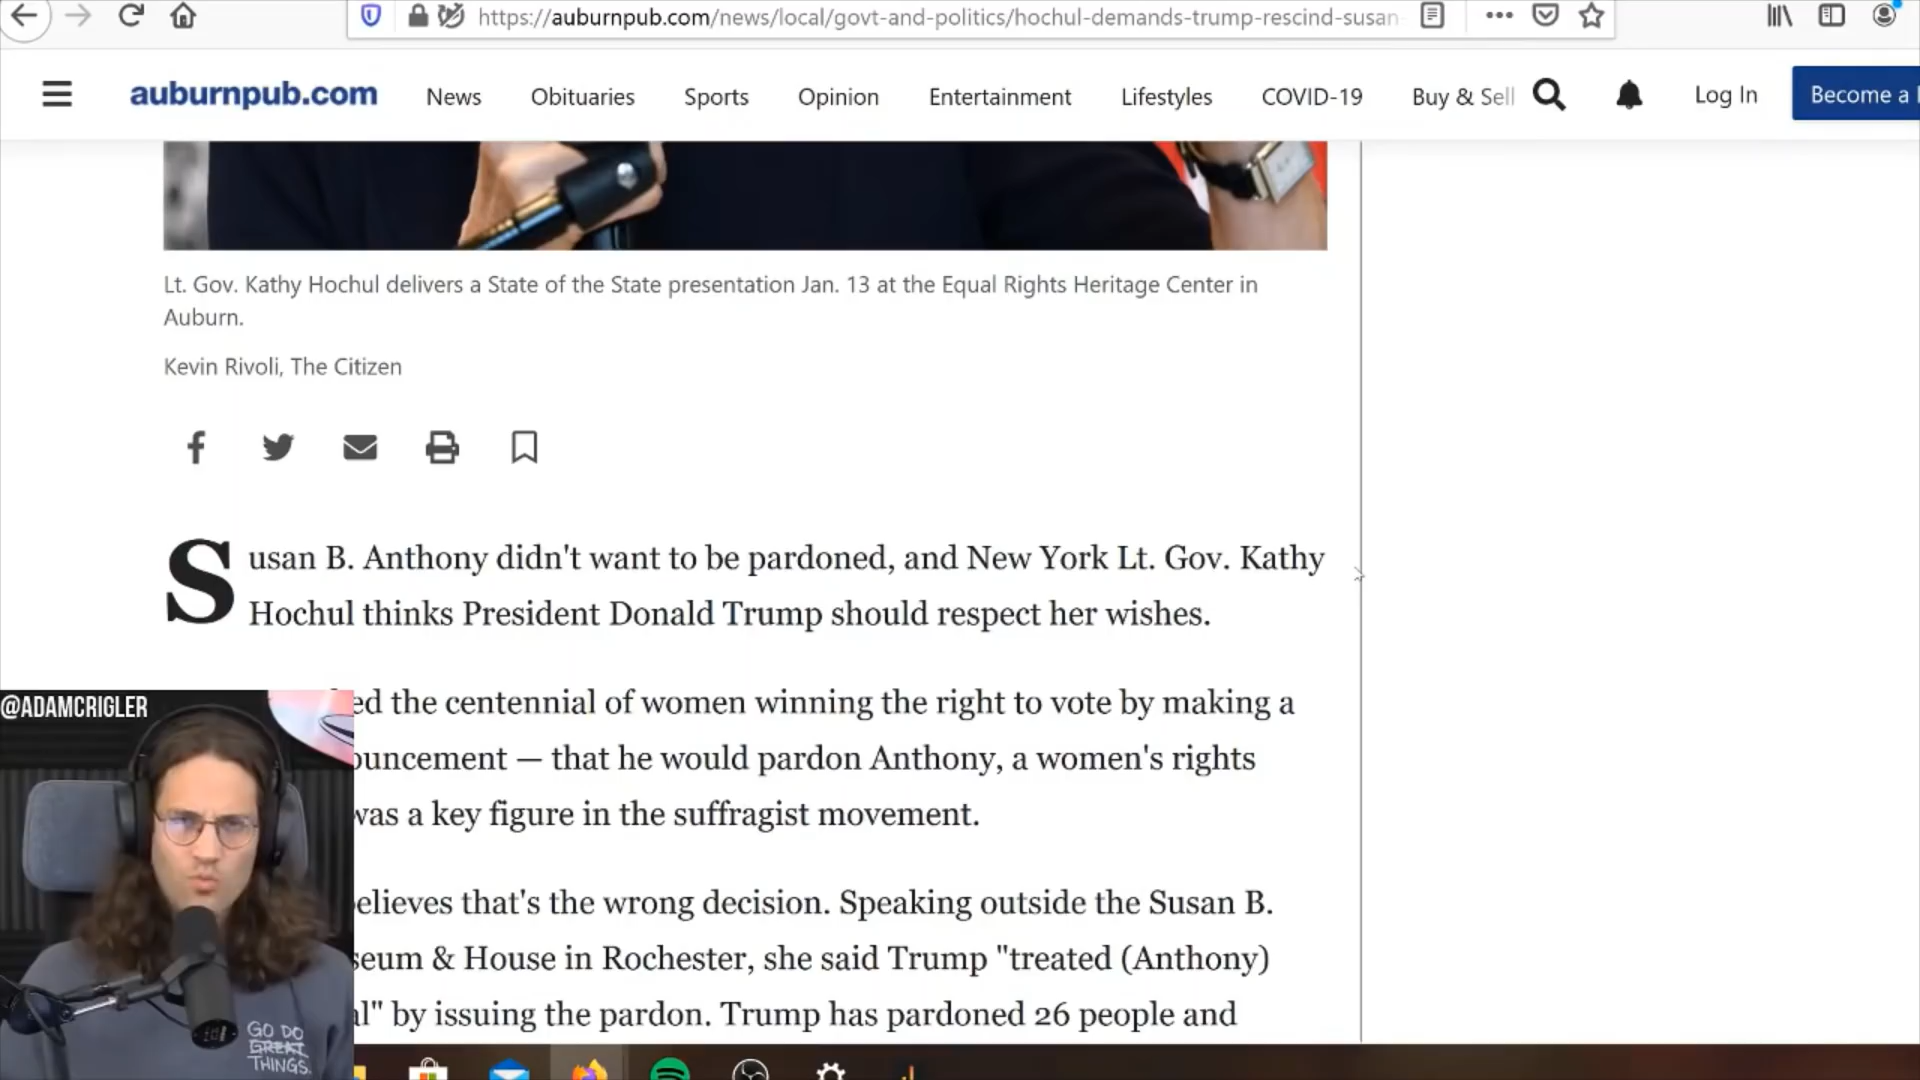 https://auburnpub.com/news/local/govt-and-politics/hochul-demands-trump-rescind-susan-
auburnpub.com News Obituaries Sports Opinion Entertainment Lifestyles COVID-19 Buy & Sell Log In Become a
Lt. Gov. Kathy Hochul delivers a State of the State presentation Jan. 13 at the Equal Rights Heritage Center in
Auburn.
Kevin Rivoli, The Citizen
Susan B. Anthony didn't want to be pardoned, and New York Lt. Gov. Kathy
Hochul thinks President Donald Trump should respect her wishes.
ed the centennial of women winning the right to vote by making a
ouncement — that he would pardon Anthony, a women's rights
was a key figure in the suffragist movement.
elieves that's the wrong decision. Speaking outside the Susan B.
seum & House in Rochester, she said Trump "treated (Anthony)
al" by issuing the pardon. Trump has pardoned 26 people and
@ADAMCRIGLER
GO DO
GREAT
THINGS.